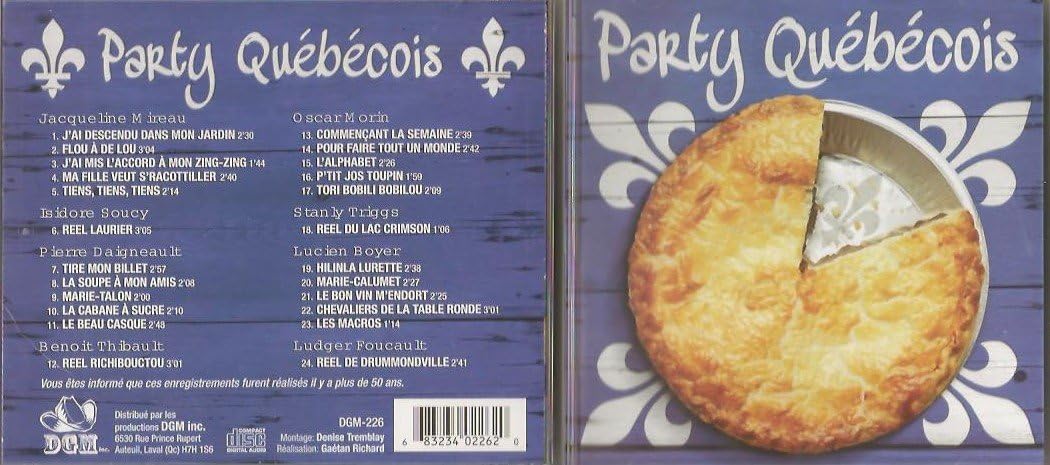 Party Québécois
Jacqueline Mireau
1. J'AI DESCENDU DANS MON JARDIN 2'30
2. FLOU À DE LOU 3'04
3. J'AI MIS L'ACCORD À MON ZING-ZING 1'44
4. MA FILLE VEUT S'RACOTTILLER 2'40
5. TIENS, TIENS, TIENS 2'14
Isidore Soucy
6. REEL LAURIER 3'05
Pierre Daigneault
7. TIRE MON BILLET 2'57
8. LA SOUPE À MON AMIS 2'08
9. MARIE-TALON 2'00
10. LA CABANE À SUCRE 2'10
11. LE BEAU CASQUE 2'48
Benoit Thibault
12. REEL RICHIBOUCTOU 3'01
Oscar Morin
13. COMMENÇANT LA SEMAINE 2'39
14. POUR FAIRE TOUT UN MONDE 2'42
15. L'ALPHABET 2'26
16. P'TIT JOS TOUPIN 1'59
17. TORI BOBILI BOBILOU 2'09
Stanly Triggs
18. REEL DU LAC CRIMSON 1'06
Lucien Boyer
19. HILINLA LURETTE 2'38
20. MARIE-CALUMET 2'27
21. LE BON VIN M'ENDORT 2'25
22. CHEVALIERS DE LA TABLE RONDE 3'01
23. LES MACROS 1'14
Ludger Foucault
24. REEL DE DRUMMONDVILLE 2'41
Vous êtes informé que ces enregistrements furent réalisés il y a plus de 50 ans.
DGM inc.
Distribué par les
productions DGM inc.
6530 Rue Prince Rupert
Auteuil, Laval (Qc) H7H 1S6
COMPACT
disc
DIGITAL AUDIO
DGM-226
Montage: Denise Tremblay
Réalisation: Gaétan Richard
6 83234 02262 0
Party Québécois